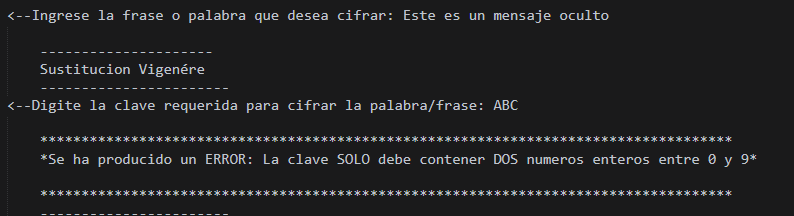 <--Ingrese la frase o palabra que desea cifrar: Este es un mensaje oculto
---------------------
Sustitucion Vigenére
-----------------------
<--Digite la clave requerida para cifrar la palabra/frase: ABC
*************************************************************************************
*Se ha producido un ERROR: La clave SOLO debe contener DOS numeros enteros entre 0 y 9*
*************************************************************************************
-----------------------